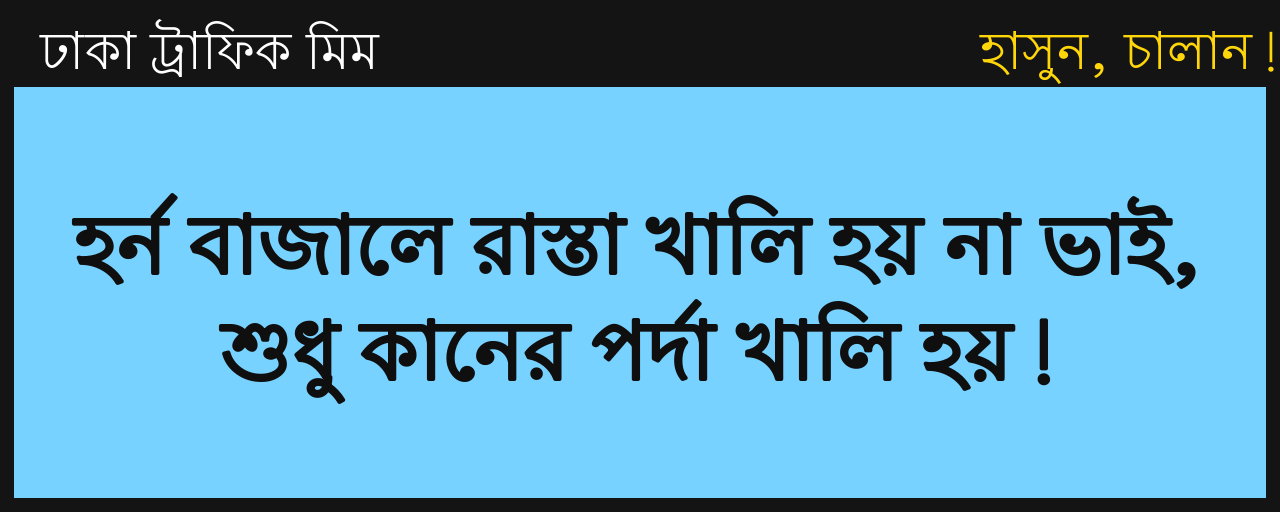 ঢাকা ট্রাফিক মিম
হাসুন, চালান!
হর্ন বাজালে রাস্তা খালি হয় না ভাই,
শুধু কানের পর্দা খালি হয়!